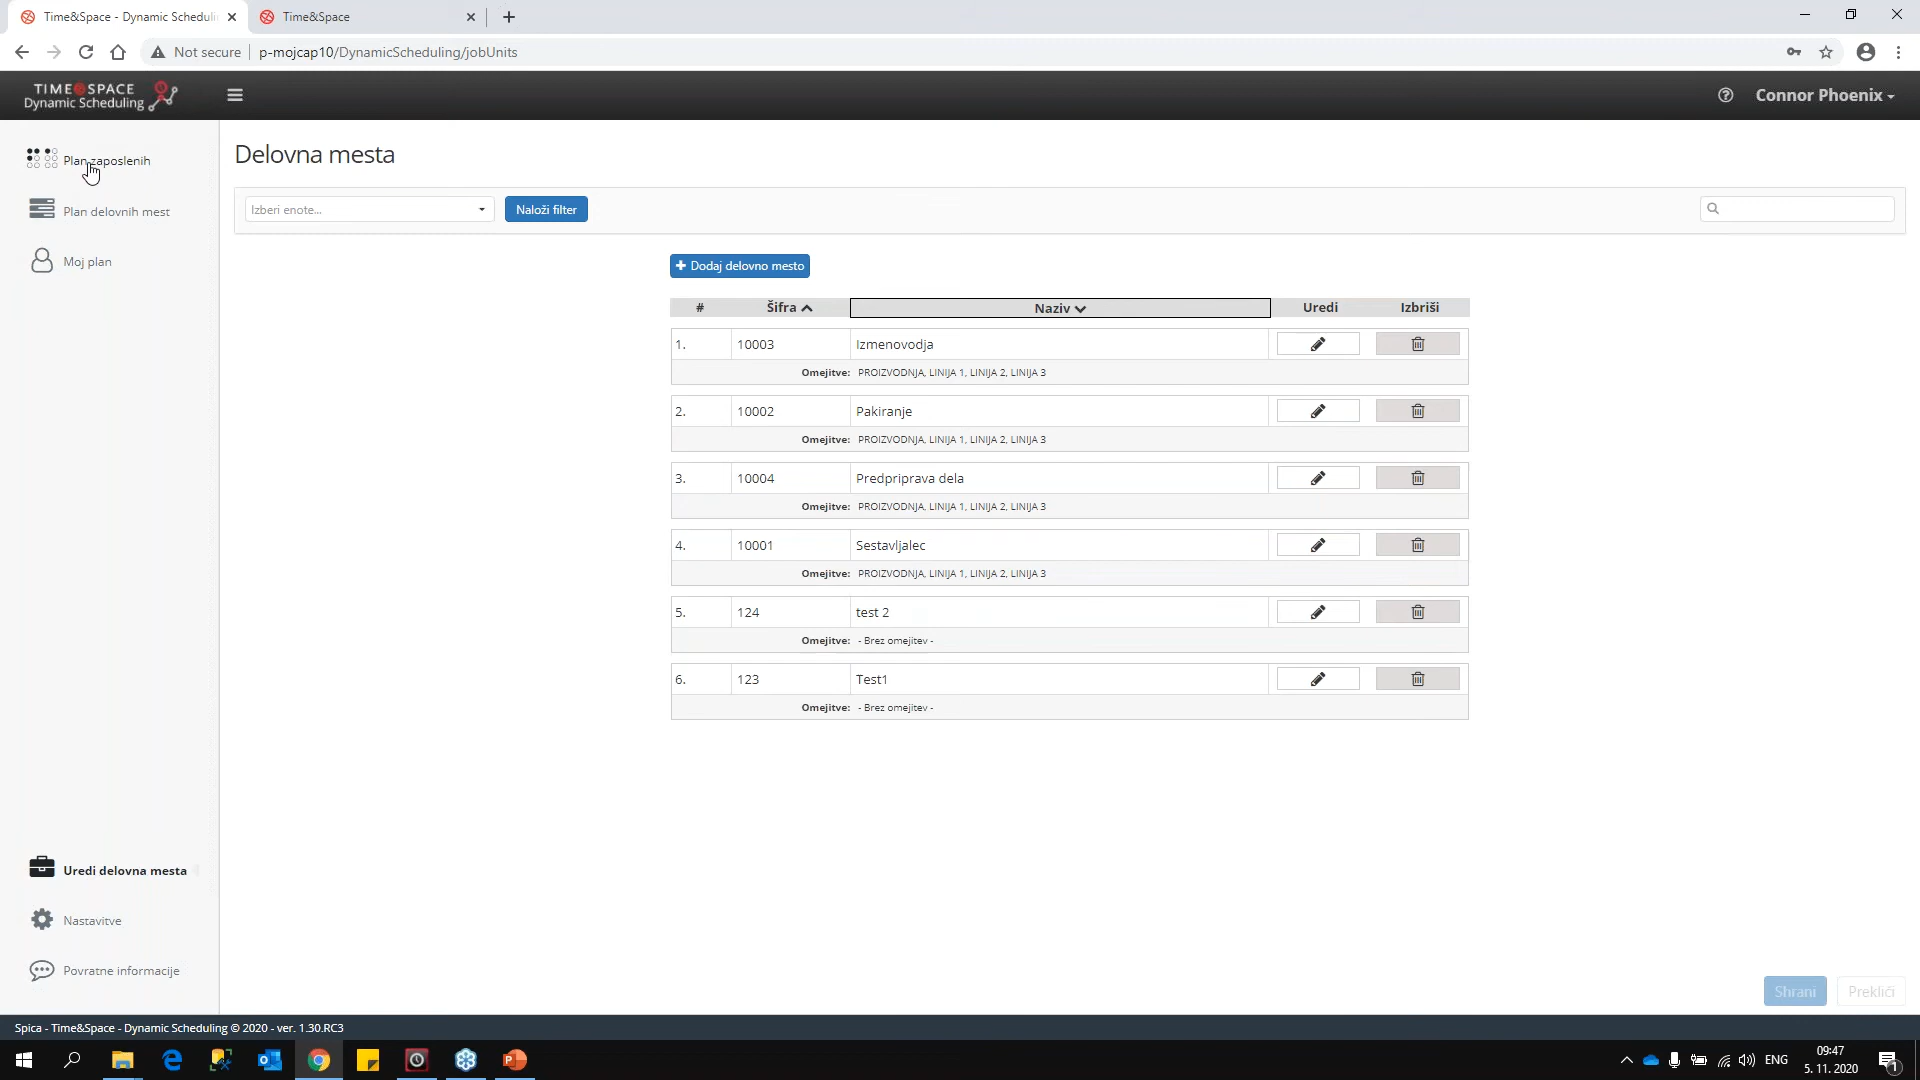 Time&Space - Dynamic Scheduli
Time&Space
Not secure
p-mojcap10/DynamicScheduling/jobUnits
TIME SPACE
Dynamic Scheduling
Connor Phoenix
Plan zaposlenih
Plan delovnih mest
Moj plan
Delovna mesta
Izberi enote...
Naloži filter
Dodaj delovno mesto
# Šifra Naziv Uredi Izbriši
1. 10003 Izmenovodja
Omejitve: PROIZVODNJA, LINIJA 1, LINIJA 2, LINIJA 3
2. 10002 Pakiranje
Omejitve: PROIZVODNJA, LINIJA 1, LINIJA 2, LINIJA 3
3. 10004 Predpriprava dela
Omejitve: PROIZVODNJA, LINIJA 1, LINIJA 2, LINIJA 3
4. 10001 Sestavljalec
Omejitve: PROIZVODNJA, LINIJA 1, LINIJA 2, LINIJA 3
5. 124 test 2
Omejitve: - Brez omejitev -
6. 123 Test1
Omejitve: - Brez omejitev -
Uredi delovna mesta
Nastavitve
Povratne informacije
Shrani
Prekliči
Spica - Time&Space - Dynamic Scheduling © 2020 - ver. 1.30.RC3
ENG
09:47
5. 11. 2020
1